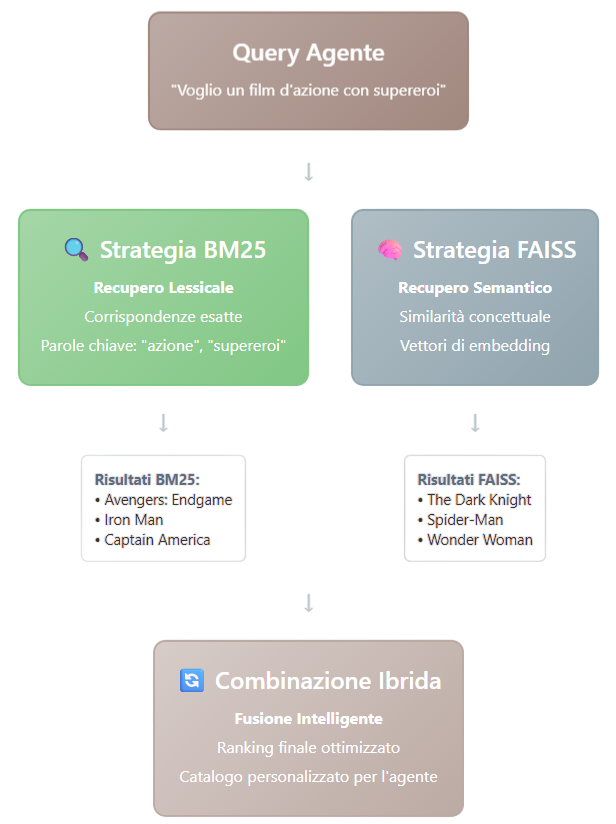 Query Agente
"Voglio un film d'azione con supereroi"
↓
🔍 Strategia BM25
Recupero Lessicale
Corrispondenze esatte
Parole chiave: "azione", "supereroi"
🧠 Strategia FAISS
Recupero Semantico
Similarità concettuale
Vettori di embedding
↓
↓
Risultati BM25:
• Avengers: Endgame
• Iron Man
• Captain America
Risultati FAISS:
• The Dark Knight
• Spider-Man
• Wonder Woman
↓
🔄 Combinazione Ibrida
Fusione Intelligente
Ranking finale ottimizzato
Catalogo personalizzato per l'agente